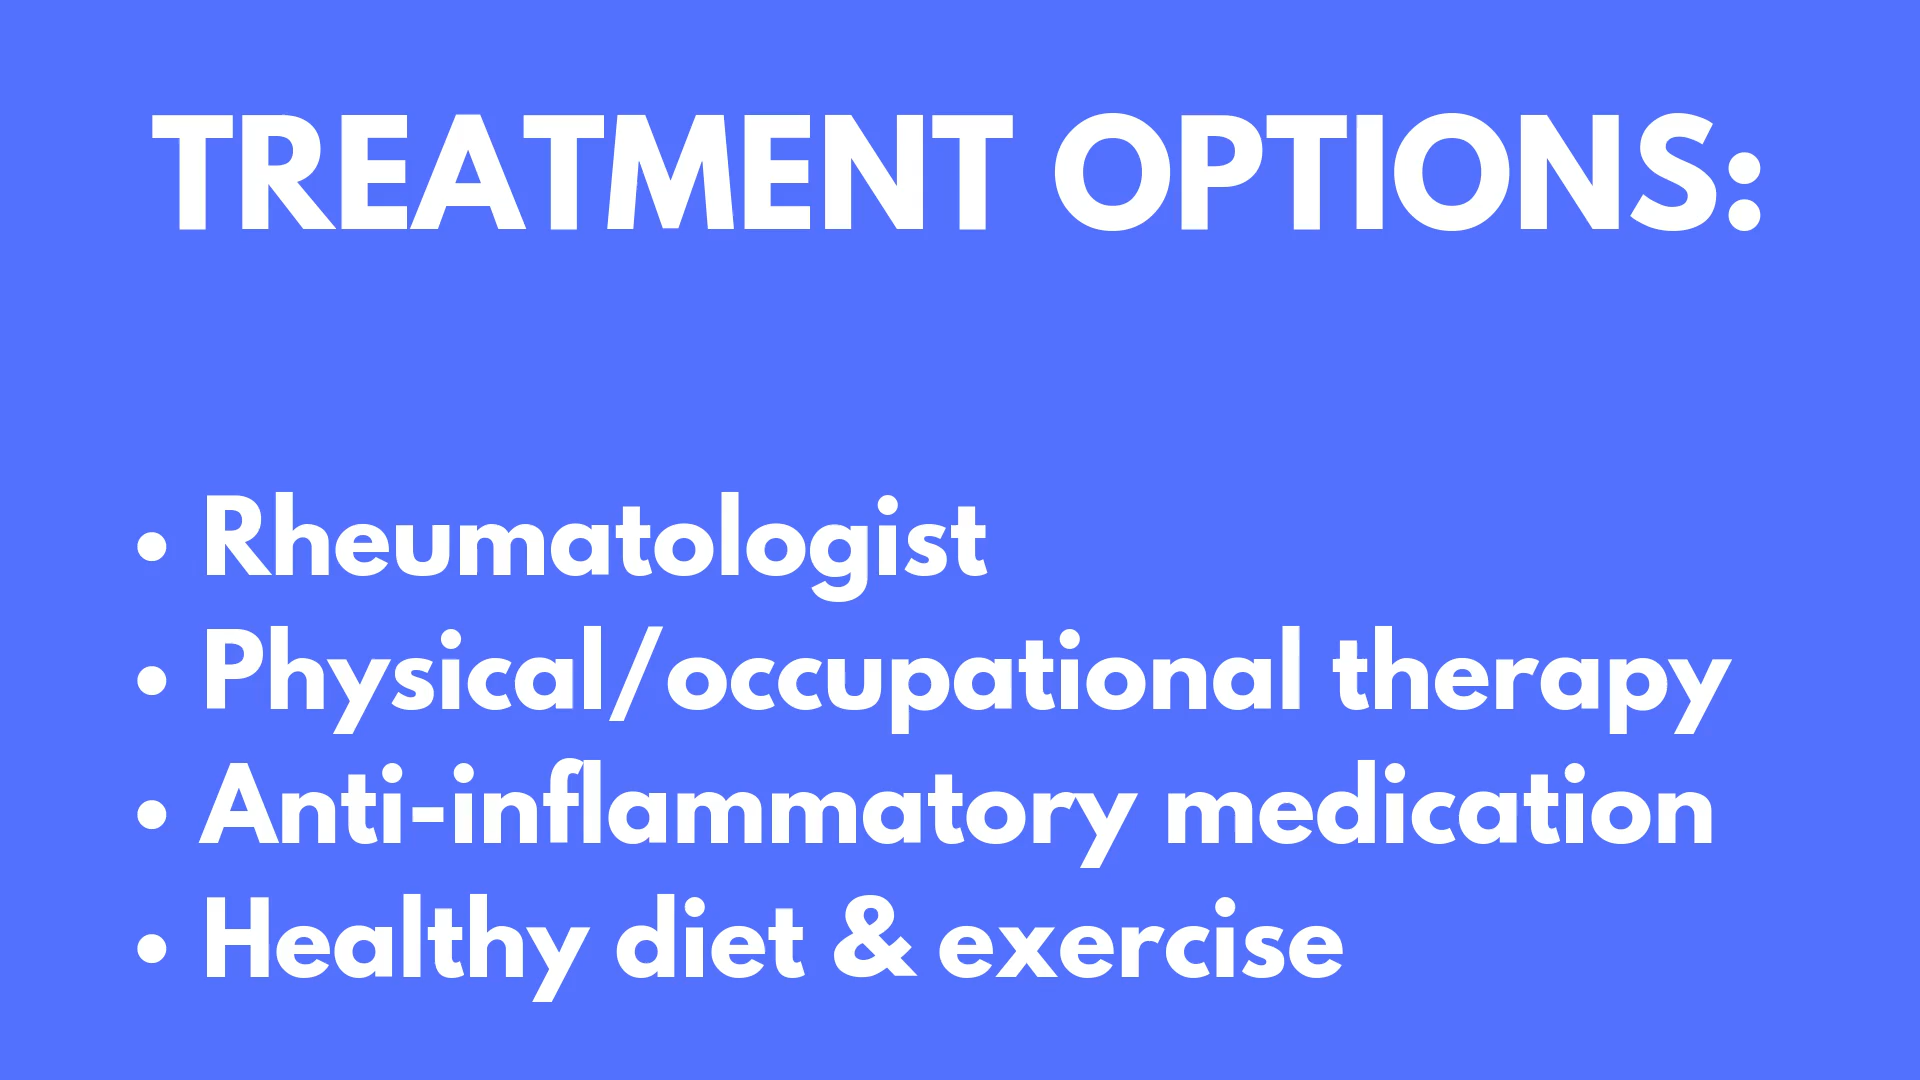 TREATMENT OPTIONS:
• Rheumatologist
• Physical/occupational therapy
• Anti-inflammatory medication
• Healthy diet & exercise